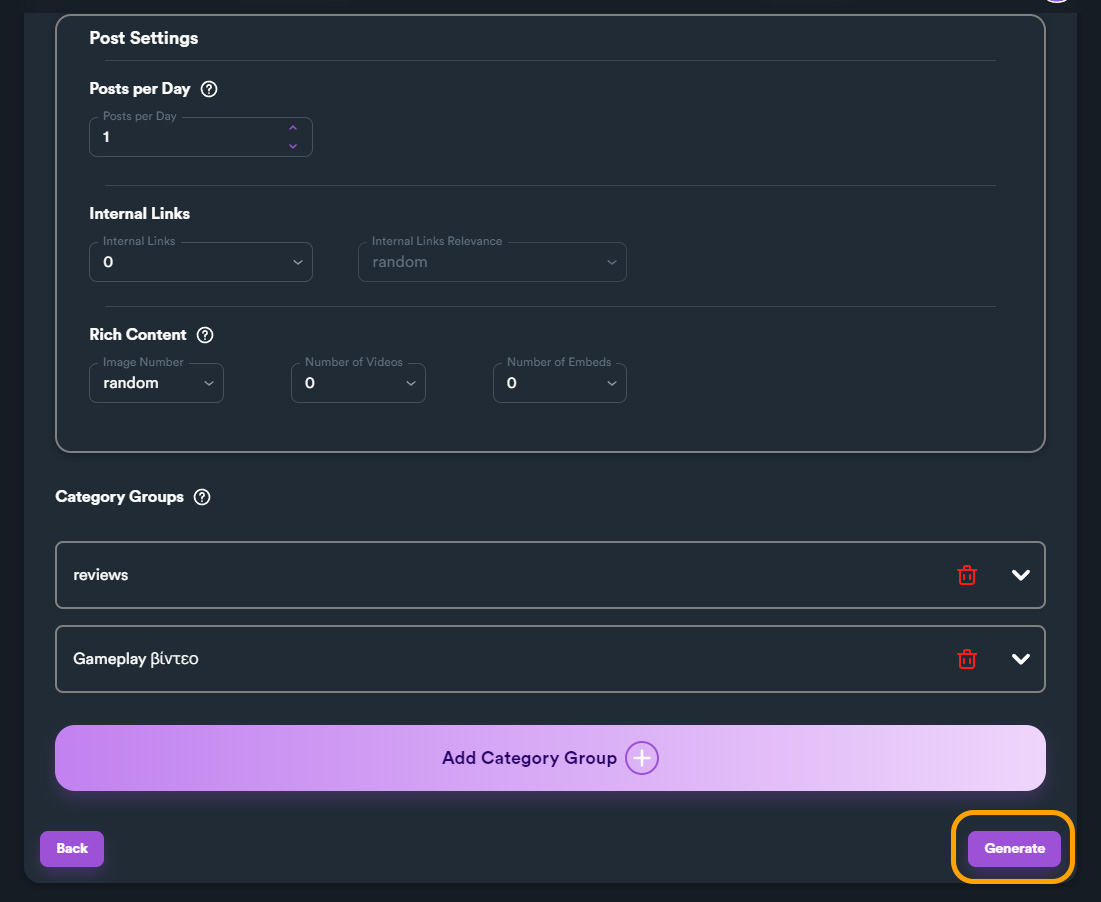 Post Settings
Posts per Day
Posts per Day
1
Internal Links
Internal Links
0
Internal Links Relevance
random
Rich Content
Image Number
random
Number of Videos
0
Number of Embeds
0
Category Groups
reviews
Gameplay βίντεο
Add Category Group
Back
Generate